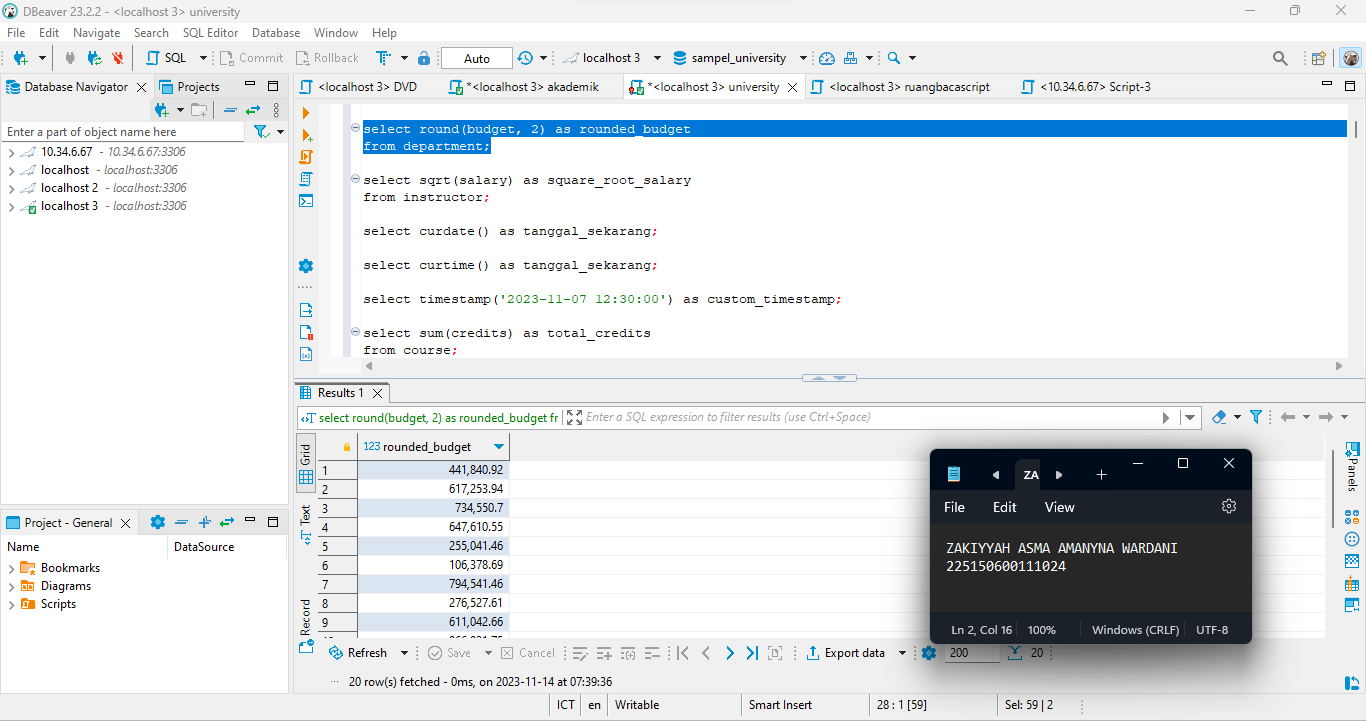 DBeaver 23.2.2 - <localhost 3> university
File Edit Navigate Search SQL Editor Database Window Help
SQL Commit Rollback Auto localhost 3 sampel_university
Database Navigator Projects
<localhost 3> DVD *<localhost 3> akademik *<localhost 3> university <localhost 3> ruangbacascript <10.34.6.67> Script-3
Enter a part of object name here
10.34.6.67 - 10.34.6.67:3306
localhost - localhost:3306
localhost 2 - localhost:3306
localhost 3 - localhost:3306
select round(budget, 2) as rounded_budget
from department;
select sqrt(salary) as square_root_salary
from instructor;
select curdate() as tanggal_sekarang;
select curtime() as tanggal_sekarang;
select timestamp('2023-11-07 12:30:00') as custom_timestamp;
select sum(credits) as total_credits
from course;
Results 1
select round(budget, 2) as rounded_budget fr Enter a SQL expression to filter results (use Ctrl+Space)
Grid
Text
Record
123 rounded_budget
1 441,840.92
2 617,253.94
3 734,550.7
4 647,610.55
5 255,041.46
6 106,378.69
7 794,541.46
8 276,527.61
9 611,042.66
Panels
Project - General
Name DataSource
Bookmarks
Diagrams
Scripts
ZA
File Edit View
ZAKIYYAH ASMA AMANYNA WARDANI
225150600111024
Ln 2, Col 16 100% Windows (CRLF) UTF-8
Refresh Save Cancel Export data 200 20
20 row(s) fetched - 0ms, on 2023-11-14 at 07:39:36
ICT en Writable Smart Insert 28 : 1 [59] Sel: 59 | 2